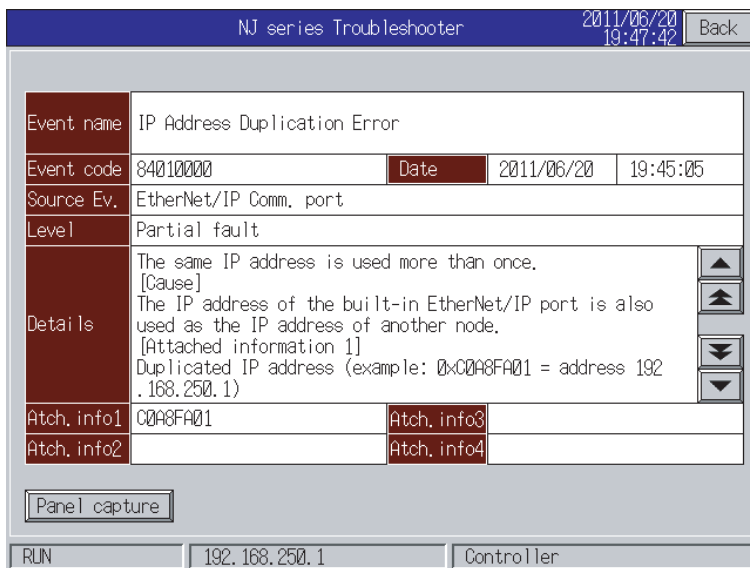 NJ series Troubleshooter
2011/06/20
19:47:42
Back
Event name
IP Address Duplication Error
Event code
84010000
Date
2011/06/20
19:45:05
Source Ev.
EtherNet/IP Comm. port
Level
Partial fault
Details
The same IP address is used more than once.
[Cause]
The IP address of the built-in EtherNet/IP port is also
used as the IP address of another node.
[Attached information 1]
Duplicated IP address (example: 0xC0A8FA01 = address 192
.168.250.1)
Atch.info1
C0A8FA01
Atch.info3
Atch.info2
Atch.info4
Panel capture
RUN
192.168.250.1
Controller